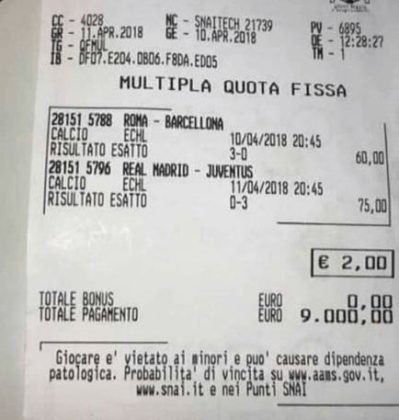 CC - 4028 NC - SNAITECH 21739 PV - 6895
GR - 11.APR.2018 GE - 10.APR.2018 OE - 12:28:27
TG - QFMUL TM - 1
IB - DF07.E204.0B06.F8DA.ED05
MULTIPLA QUOTA FISSA
28151 5788 ROMA - BARCELLONA
CALCIO ECHL 10/04/2018 20:45
RISULTATO ESATTO 3-0 60,00
28151 5796 REAL MADRID - JUVENTUS
CALCIO ECHL 11/04/2018 20:45
RISULTATO ESATTO 0-3 75,00
€ 2,00
TOTALE BONUS EURO 0,00
TOTALE PAGAMENTO EURO 9.000,00
Giocare e' vietato ai minori e puo' causare dipendenza
patologica. Probabilita' di vincita su www.aams.gov.it,
www.snai.it e nei Punti SNAI